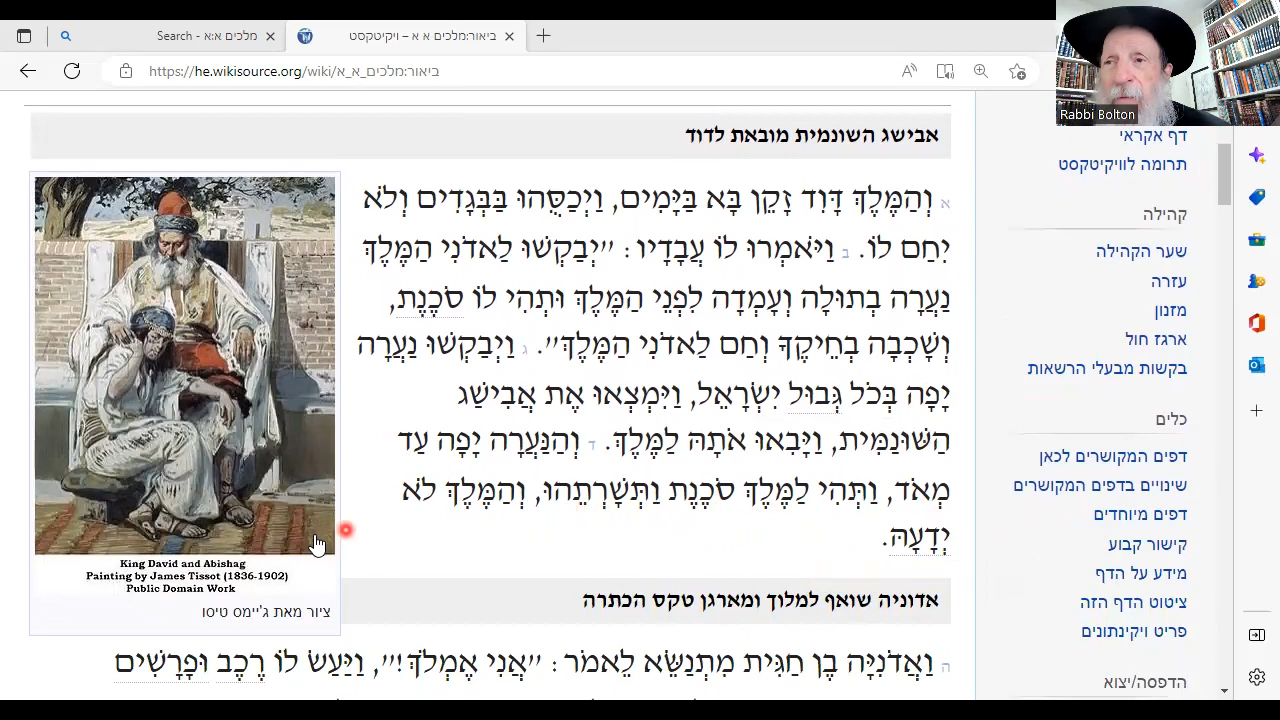 מלכים א:א - Search
ביאור:מלכים א א – ויקיטקסט
https://he.wikisource.org/wiki/ביאור:מלכים_א_א
Rabbi Bolton
אבישג השונמית מובאת לדוד
א וְהַמֶּלֶךְ דָּוִד זָקֵן בָּא בַּיָּמִים, וַיְכַסֻּהוּ בַּבְּגָדִים וְלֹא
יִחַם לוֹ. ב וַיֹּאמְרוּ לוֹ עֲבָדָיו: "יְבַקְשׁוּ לַאדֹנִי הַמֶּלֶךְ
נַעֲרָה בְתוּלָה וְעָמְדָה לִפְנֵי הַמֶּלֶךְ וּתְהִי לוֹ סֹכֶנֶת,
וְשָׁכְבָה בְחֵיקֶךָ וְחַם לַאדֹנִי הַמֶּלֶךְ". ג וַיְבַקְשׁוּ נַעֲרָה
יָפָה בְּכֹל גְּבוּל יִשְׂרָאֵל, וַיִּמְצְאוּ אֶת אֲבִישַׁג
הַשּׁוּנַמִּית, וַיָּבִאוּ אֹתָהּ לַמֶּלֶךְ. ד וְהַנַּעֲרָה יָפָה עַד
מְאֹד, וַתְּהִי לַמֶּלֶךְ סֹכֶנֶת וַתְּשָׁרְתֵהוּ, וְהַמֶּלֶךְ לֹא
יְדָעָהּ.
King David and Abishag
Painting by James Tissot (1836-1902)
Public Domain Work
ציור מאת ג'יימס טיסו
אדוניה שואף למלוך ומארגן טקס הכתרה
ה וַאֲדֹנִיָּה בֶן חַגִּית מִתְנַשֵּׂא לֵאמֹר: "אֲנִי אֶמְלֹךְ!", וַיַּעַשׂ לוֹ רֶכֶב וּפָרָשִׁים
דף אקראי
תרומה לוויקיטקסט
קהילה
שער הקהילה
עזרה
מזנון
ארגז חול
בקשות מבעלי הרשאות
כלים
דפים המקושרים לכאן
שינויים בדפים המקושרים
דפים מיוחדים
קישור קבוע
מידע על הדף
ציטוט הדף הזה
פריט ויקינתונים
הדפסה/יצוא